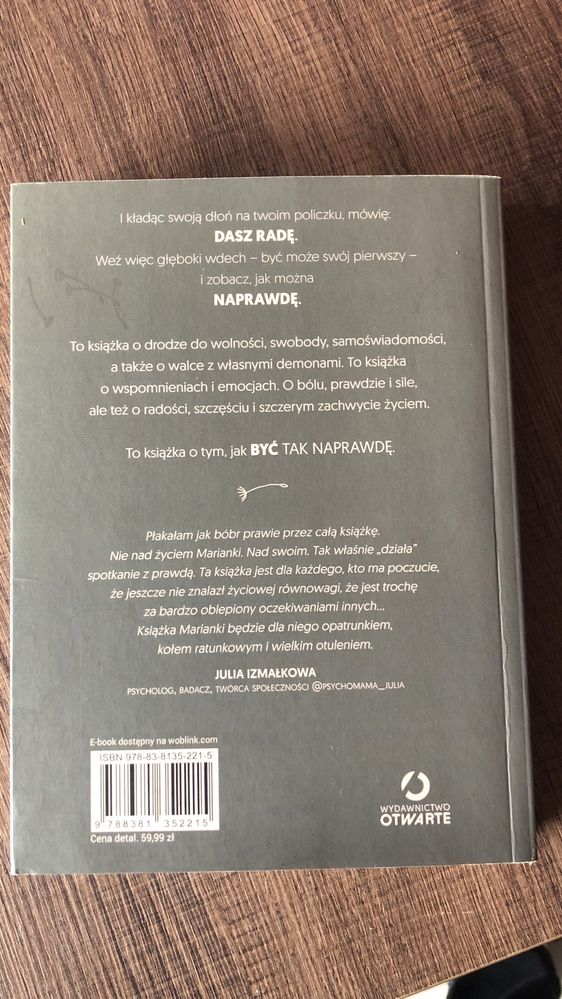 I kładąc swoją dłoń na twoim policzku, mówię:
DASZ RADĘ.
Weź więc głęboki wdech – być może swój pierwszy –
i zobacz, jak można
NAPRAWDĘ.
To książka o drodze do wolności, swobody, samoświadomości,
a także o walce z własnymi demonami. To książka
o wspomnieniach i emocjach. O bólu, prawdzie i sile,
ale też o radości, szczęściu i szczerym zachwycie życiem.
To książka o tym, jak BYĆ TAK NAPRAWDĘ.
Płakałam jak bóbr prawie przez całą książkę.
Nie nad życiem Marianki. Nad swoim. Tak właśnie „działa”
spotkanie z prawdą. Ta książka jest dla każdego, kto ma poczucie,
że jeszcze nie znalazł życiowej równowagi, że jest trochę
za bardzo oblepiony oczekiwaniami innych...
Książka Marianki będzie dla niego opatrunkiem,
kołem ratunkowym i wielkim otuleniem.
JULIA IZMAŁKOWA
PSYCHOLOG, BADACZ, TWÓRCA SPOŁECZNOŚCI @PSYCHOMAMA_JULIA
E-book dostępny na woblink.com
ISBN 978-83-8135-221-5
9 788381 352215
Cena detal. 59,99 zł
WYDAWNICTWO
OTWARTE